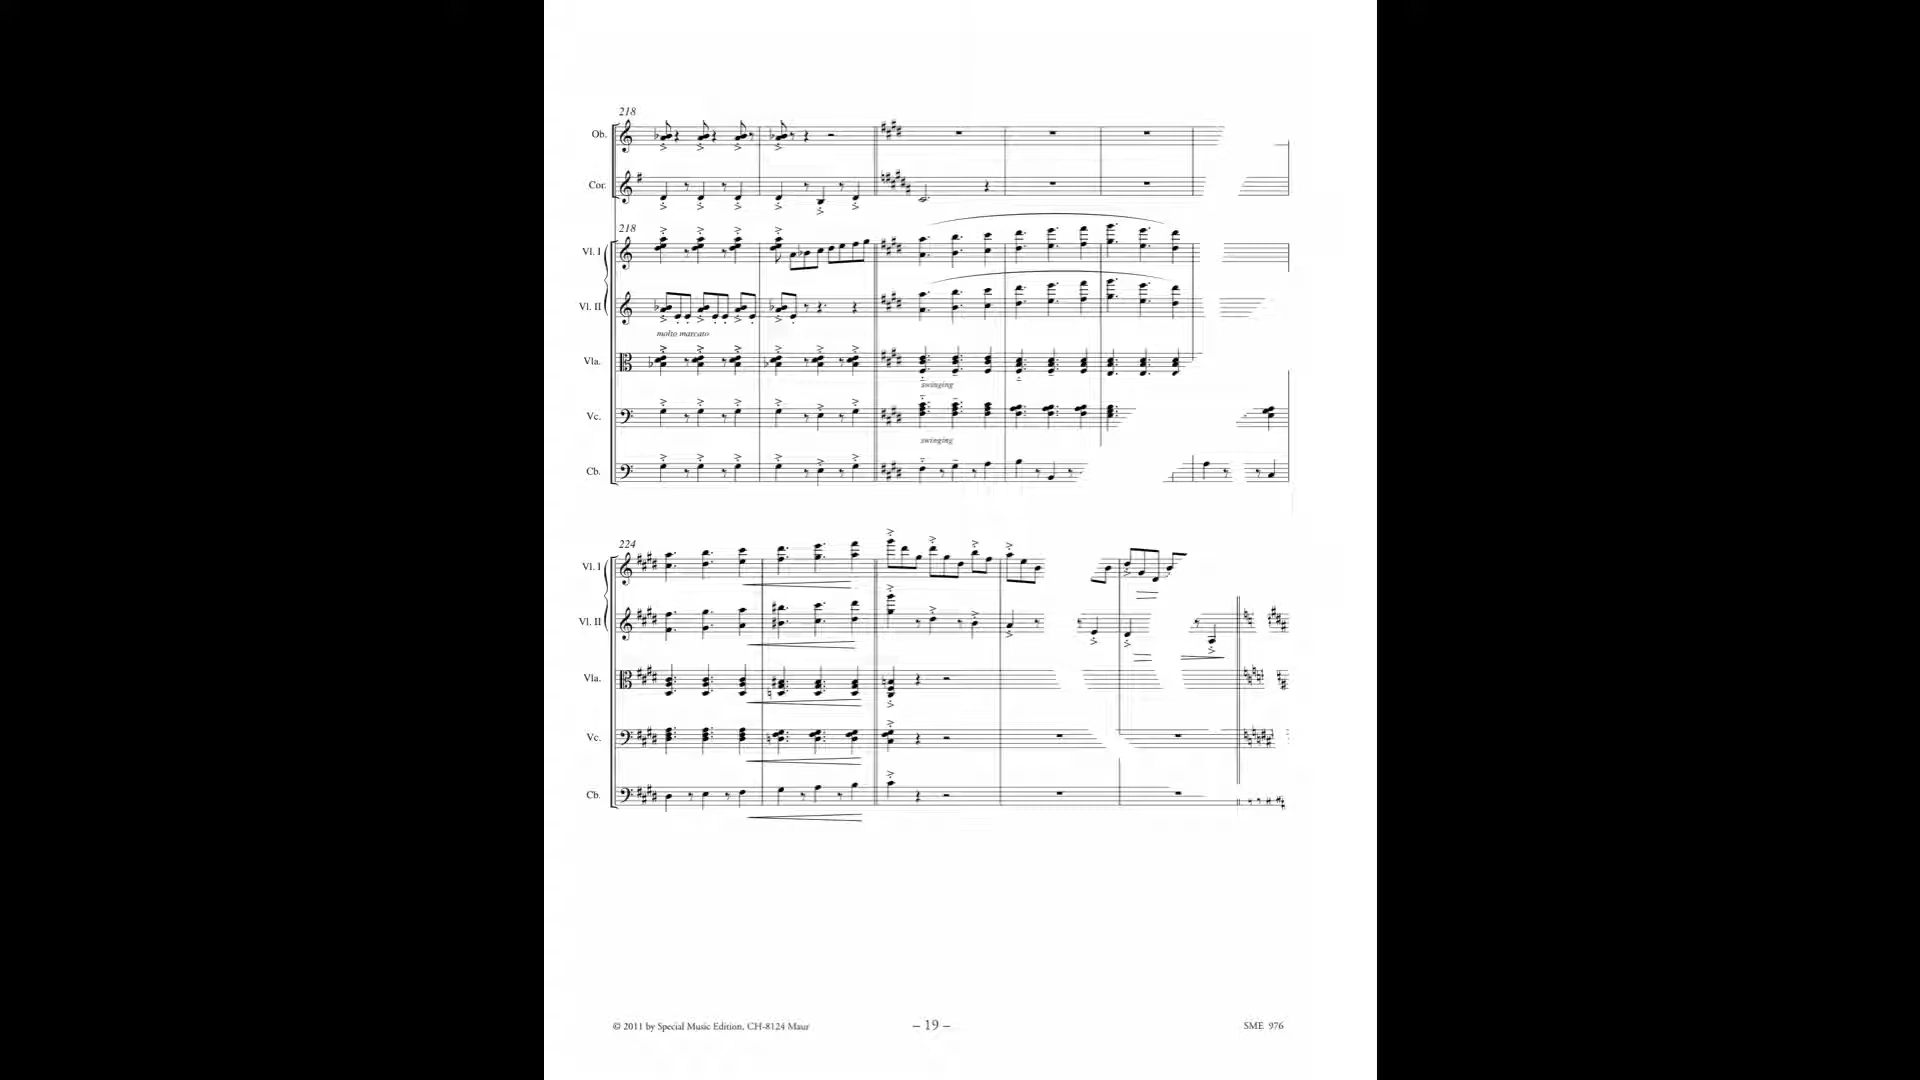 218
Ob.
Cor.
218
Vl. I
Vl. II
molto marcato
Vla.
swinging
Vc.
swinging
Cb.
224
Vl. I
Vl. II
Vla.
Vc.
Cb.
© 2011 by Special Music Edition, CH-8124 Maur
– 19 –
SME 976